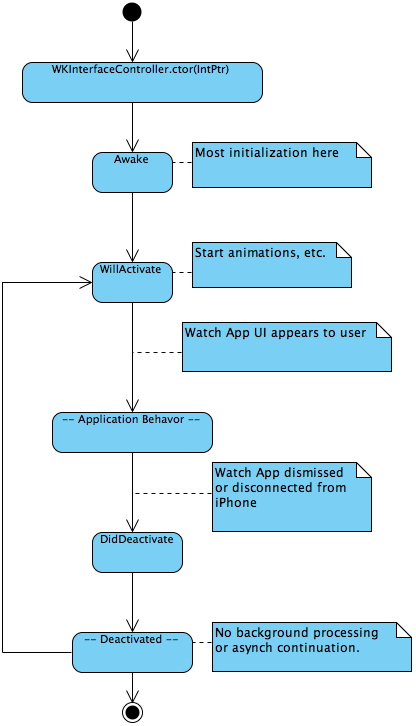 WKInterfaceController.ctor(IntPtr)
Awake
Most initialization here
WillActivate
Start animations, etc.
Watch App UI appears to user
-- Application Behavor --
Watch App dismissed
or disconnected from
iPhone
DidDeactivate
-- Deactivated --
No background processing
or asynch continuation.